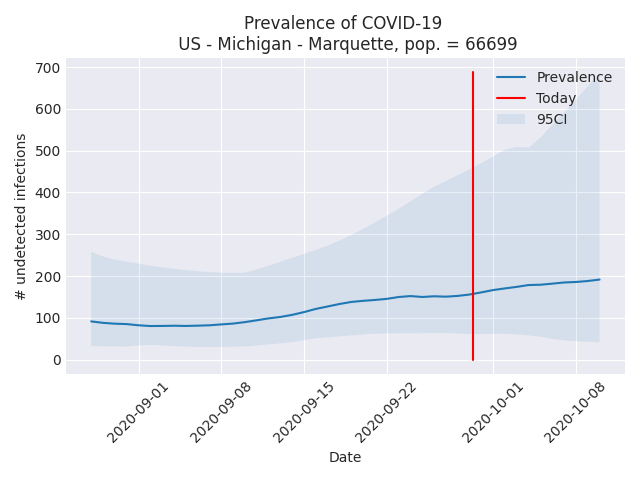 Prevalence of COVID-19
US - Michigan - Marquette, pop. = 66699
700
600
500
400
300
200
100
0
# undetected infections
Prevalence
Today
95CI
2020-09-01
2020-09-08
2020-09-15
2020-09-22
2020-10-01
2020-10-08
Date